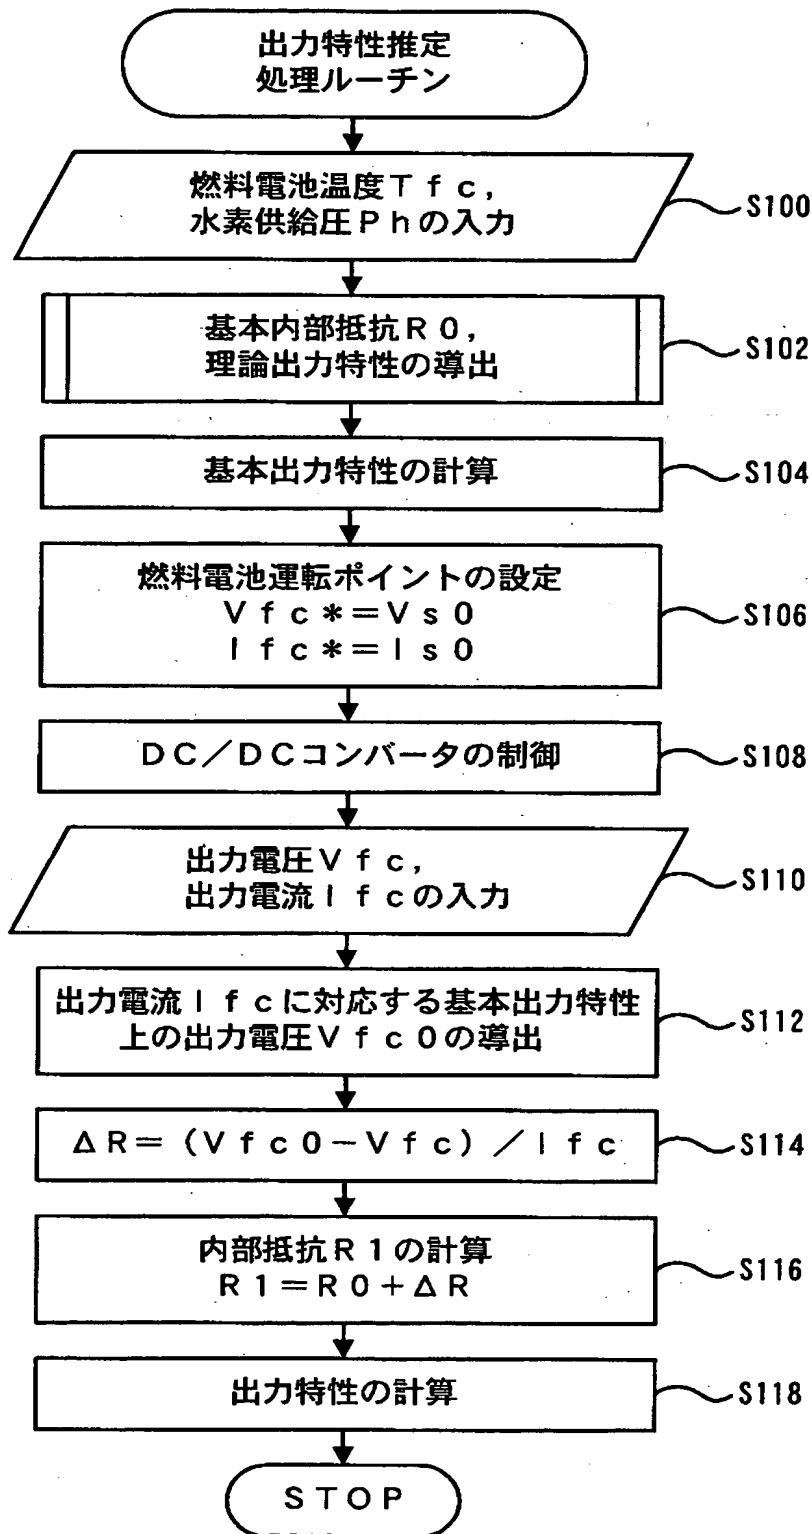 出力特性推定
処理ルーチン
燃料電池温度Ｔｆｃ，
水素供給圧Ｐｈの入力
S100
基本内部抵抗Ｒ０，
理論出力特性の導出
S102
基本出力特性の計算
S104
燃料電池運転ポイントの設定
Ｖｆｃ＊＝Ｖｓ０
Ｉｆｃ＊＝Ｉｓ０
S106
ＤＣ／ＤＣコンバータの制御
S108
出力電圧Ｖｆｃ，
出力電流Ｉｆｃの入力
S110
出力電流Ｉｆｃに対応する基本出力特性
上の出力電圧Ｖｆｃ０の導出
S112
ΔＲ＝（Ｖｆｃ０－Ｖｆｃ）／Ｉｆｃ
S114
内部抵抗Ｒ１の計算
Ｒ１＝Ｒ０＋ΔＲ
S116
出力特性の計算
S118
ＳＴＯＰ